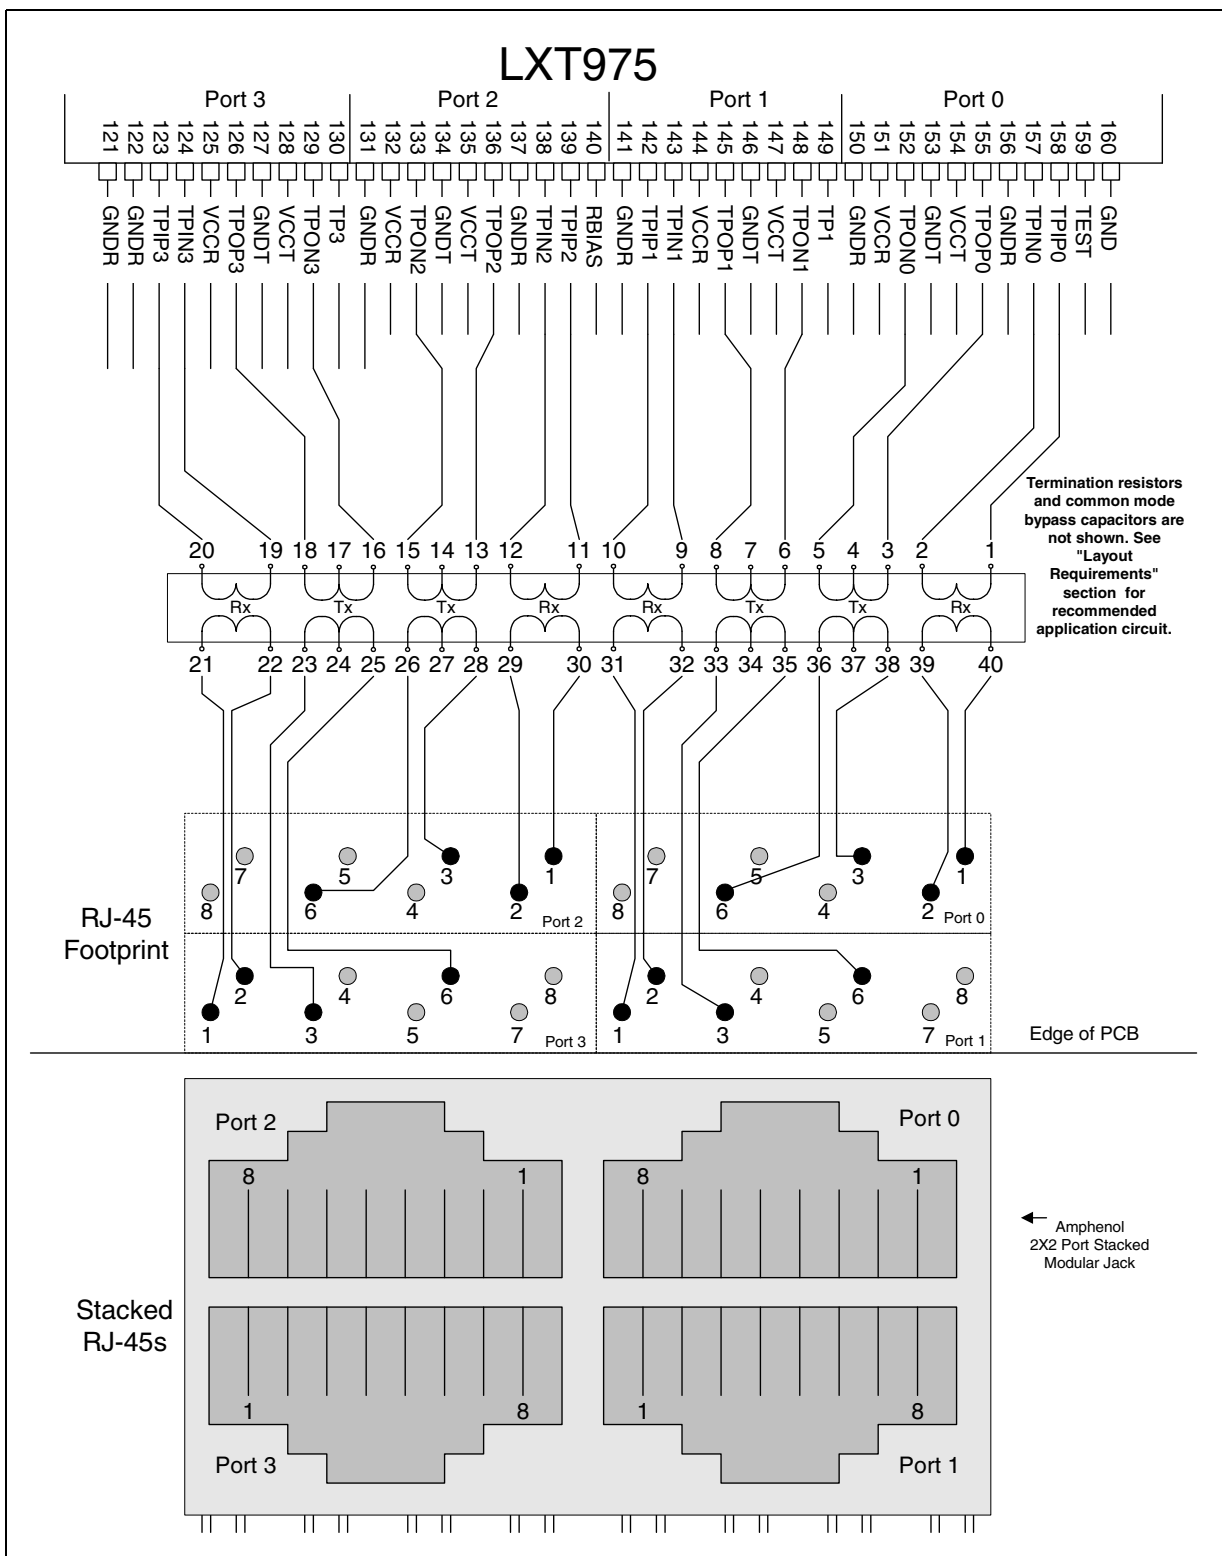 LXT975
Port 3 Port 2 Port 1 Port 0
121 122 123 124 125 126 127 128 129 130 131 132 133 134 135 136 137 138 139 140 141 142 143 144 145 146 147 148 149 150 151 152 153 154 155 156 157 158 159 160
GNDR GNDR TPIP3 TPIN3 VCCR TPOP3 GNDT VCCT TPON3 TP3 GNDR VCCR TPON2 GNDT VCCT TPOP2 GNDR TPIN2 TPIP2 RBIAS GNDR TPIP1 TPIN1 VCCR TPOP1 GNDT VCCT TPON1 TP1 GNDR VCCR TPON0 GNDT VCCT TPOP0 GNDR TPIN0 TPIP0 TEST GND
Termination resistors
and common mode
bypass capacitors are
not shown. See
"Layout
Requirements"
section for
recommended
application circuit.
20 19 18 17 16 15 14 13 12 11 10 9 8 7 6 5 4 3 2 1
Rx Tx Tx Rx Rx Tx Tx Rx
21 22 23 24 25 26 27 28 29 30 31 32 33 34 35 36 37 38 39 40
RJ-45
Footprint
7 5 3 1 7 5 3 1
8 6 4 2 Port 2 8 6 4 2 Port 0
2 4 6 8 2 4 6 8
1 3 5 7 Port 3 1 3 5 7 Port 1
Edge of PCB
Port 2 Port 0
8 1 8 1
Amphenol
2X2 Port Stacked
Modular Jack
Stacked
RJ-45s
1 8 1 8
Port 3 Port 1